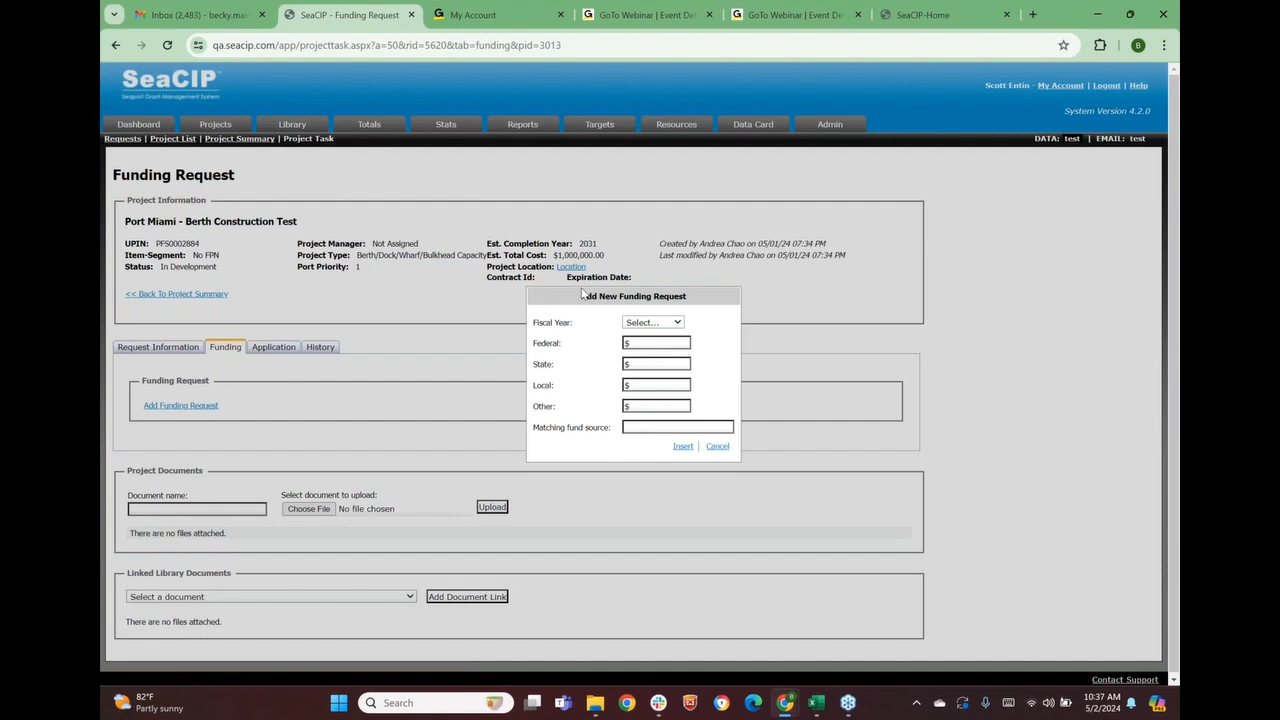 Inbox (2,483) - becky.mai
SeaCIP - Funding Request
My Account
GoTo Webinar | Event De
GoTo Webinar | Event De
SeaCIP-Home
qa.seacip.com/app/projecttask.aspx?a=50&rid=5620&tab=funding&pid=3013
B
SeaCIP
Seaport Grant Management System
Scott Entin | My Account | Logout | Help
System Version 4.2.0
Dashboard Projects Library Totals Stats Reports Targets Resources Data Card Admin
Requests | Project List | Project Summary | Project Task
DATA: test | EMAIL: test
Funding Request
Project Information
Port Miami - Berth Construction Test
UPIN: PFS0002884 Project Manager: Not Assigned Est. Completion Year: 2031 Created by Andrea Chao on 05/01/24 07:34 PM
Item-Segment: No FPN Project Type: Berth/Dock/Wharf/Bulkhead Capacity Est. Total Cost: $1,000,000.00 Last modified by Andrea Chao on 05/01/24 07:34 PM
Status: In Development Port Priority: 1 Project Location: Location
Contract Id: Expiration Date:
<< Back To Project Summary
dd New Funding Request
Fiscal Year: Select...
Federal: $
State: $
Local: $
Other: $
Matching fund source:
Insert | Cancel
Request Information Funding Application History
Funding Request
Add Funding Request
Project Documents
Document name: Select document to upload:
Choose File No file chosen Upload
There are no files attached.
Linked Library Documents
Select a document Add Document Link
There are no files attached.
Contact Support
82°F
Partly sunny
Search
10:37 AM
5/2/2024